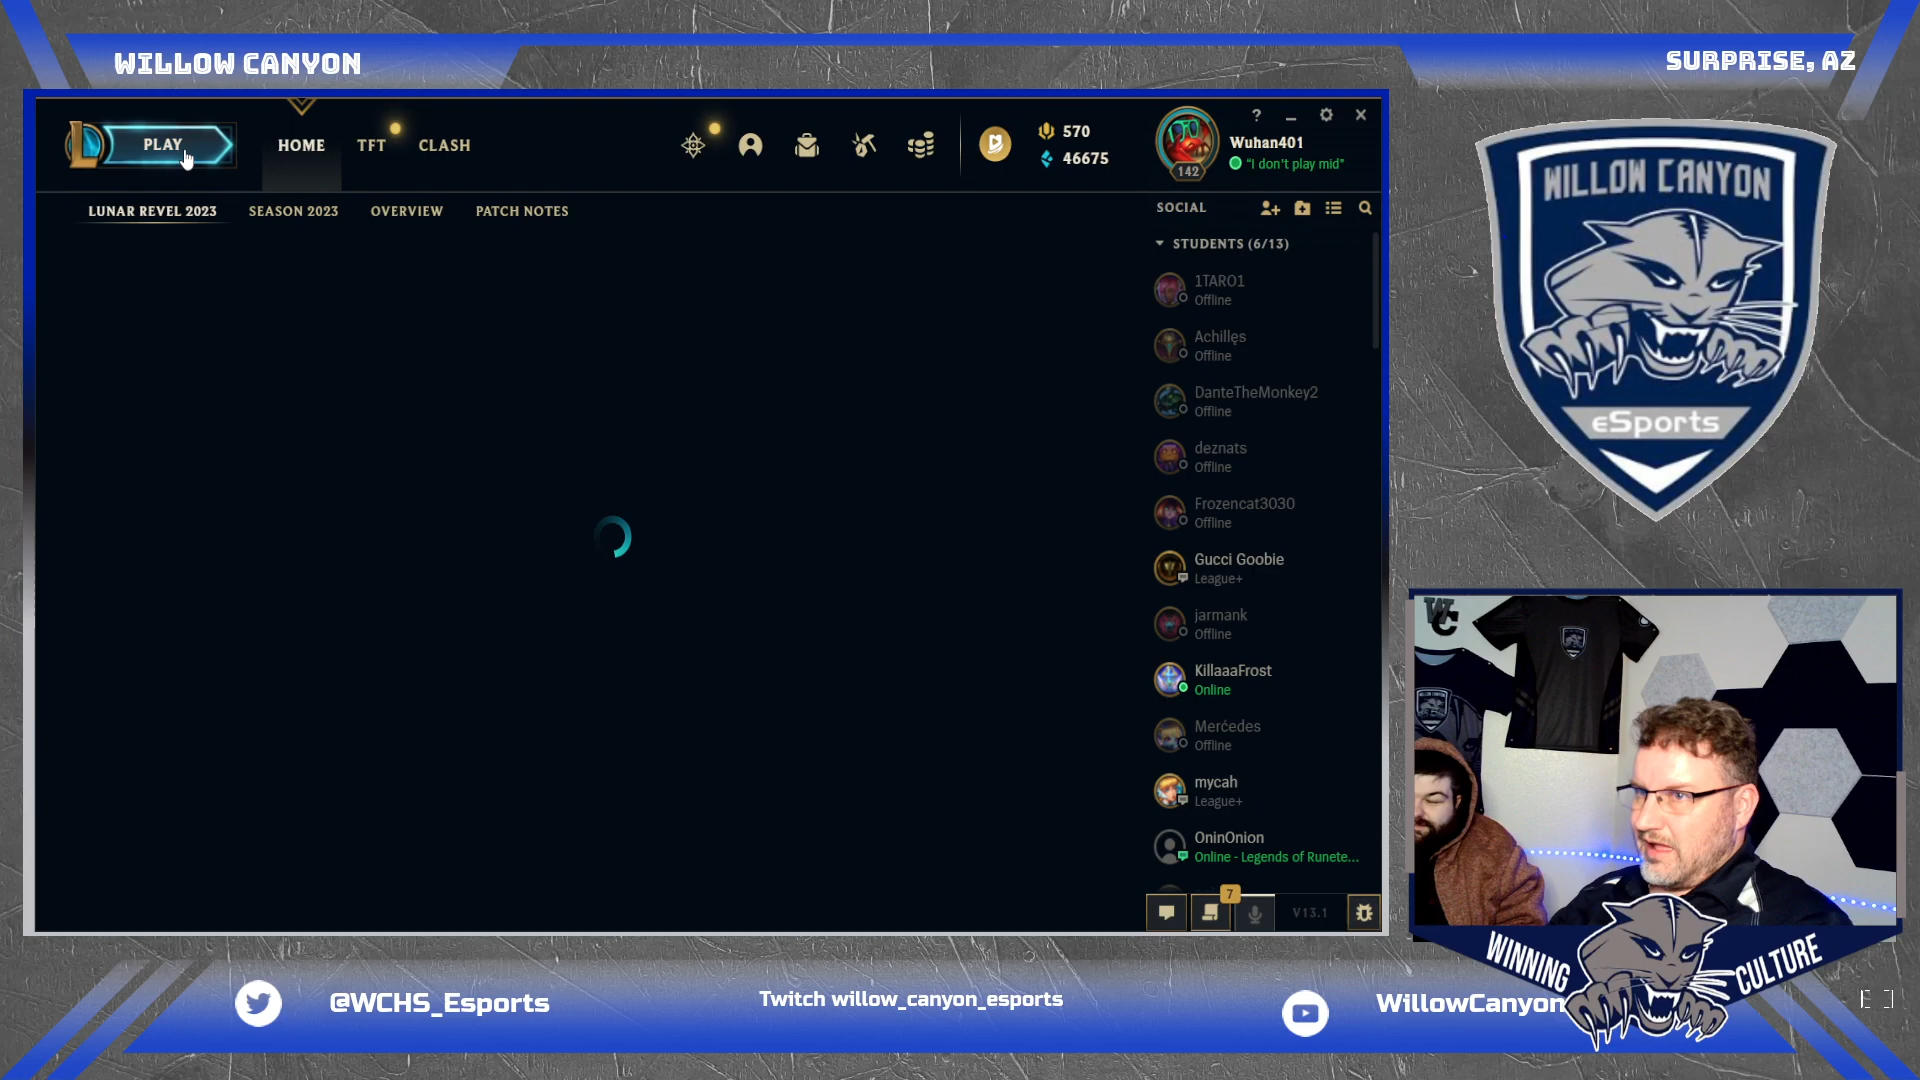 WILLOW CANYON
SURPRISE, AZ
PLAY
HOME
TFT
CLASH
570
46675
142
?
Wuhan401
"I don't play mid"
LUNAR REVEL 2023
SEASON 2023
OVERVIEW
PATCH NOTES
SOCIAL
STUDENTS (6/13)
1TARO1
Offline
Achillęs
Offline
DanteTheMonkey2
Offline
deznats
Offline
Frozencat3030
Offline
Gucci Goobie
League+
jarmank
Offline
KillaaaFrost
Online
Merćedes
Offline
mycah
League+
OninOnion
Online - Legends of Runete...
7
V13.1
WILLOW CANYON
eSports
WC
WINNING CULTURE
@WCHS_Esports
Twitch willow_canyon_esports
WillowCanyon